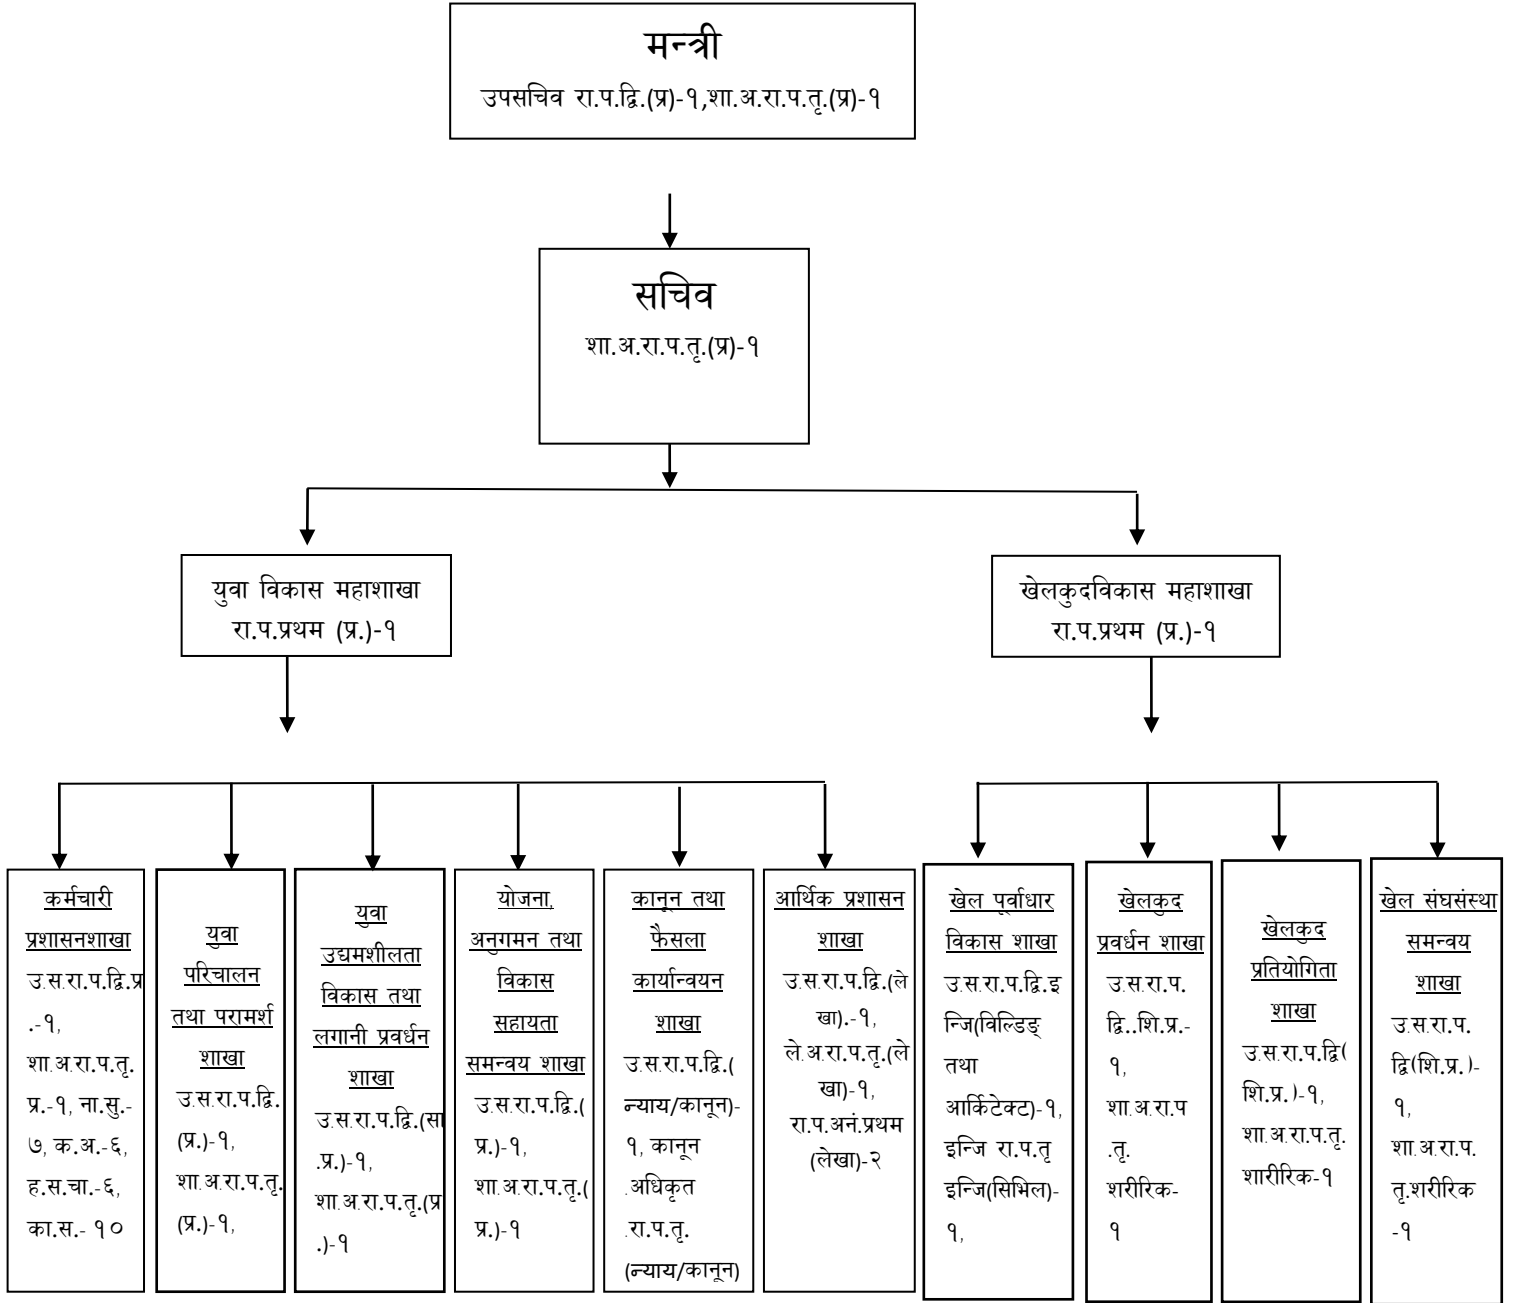 मन्त्री
उपसचिव रा.प.द्वि.(प्र)-१,शा.अ.रा.प.तृ.(प्र)-१
सचिव
शा.अ.रा.प.तृ.(प्र)-१
युवा विकास महाशाखा
रा.प.प्रथम (प्र.)-१
खेलकुदविकास महाशाखा
रा.प.प्रथम (प्र.)-१
कर्मचारी
प्रशासनशाखा
उ.स.रा.प.द्वि.प्र
.-१,
शा.अ.रा.प.तृ.
प्र.-१, ना.सु.-
७, क.अ.-६,
ह.स.चा.-६,
का.स.- १०
युवा
परिचालन
तथा परामर्श
शाखा
उ.स.रा.प.द्वि.
(प्र.)-१,
शा.अ.रा.प.तृ.
(प्र.)-१,
युवा
उद्यमशीलता
विकास तथा
लगानी प्रवर्धन
शाखा
उ.स.रा.प.द्वि.(सा
.प्र.)-१,
शा.अ.रा.प.तृ.(प्र
.)-१
योजना,
अनुगमन तथा
विकास
सहायता
समन्वय शाखा
उ.स.रा.प.द्वि.(
प्र.)-१,
शा.अ.रा.प.तृ.(
प्र.)-१
कानून तथा
फैसला
कार्यान्वयन
शाखा
उ.स.रा.प.द्वि.(
न्याय/कानून)-
१, कानून
.अधिकृत
.रा.प.तृ.
(न्याय/कानून)
आर्थिक प्रशासन
शाखा
उ.स.रा.प.द्वि.(ले
खा).-१,
ले.अ.रा.प.तृ.(ले
खा)-१,
रा.प.अनं.प्रथम
(लेखा)-२
खेल पूर्वाधार
विकास शाखा
उ.स.रा.प.द्वि.इ
न्जि(विल्डिङ्
तथा
आर्किटेक्ट)-१,
इन्जि रा.प.तृ
इन्जि(सिभिल)-
१,
खेलकुद
प्रवर्धन शाखा
उ.स.रा.प.
द्वि..शि.प्र.-
१,
शा.अ.रा.प
.तृ.
शरीरिक-
१
खेलकुद
प्रतियोगिता
शाखा
उ.स.रा.प.द्वि(
शि.प्र.)-१,
शा.अ.रा.प.तृ.
शारीरिक-१
खेल संघसंस्था
समन्वय
शाखा
उ.स.रा.प.
द्वि(शि.प्र.)-
१,
शा.अ.रा.प.
तृ.शरीरिक
-१